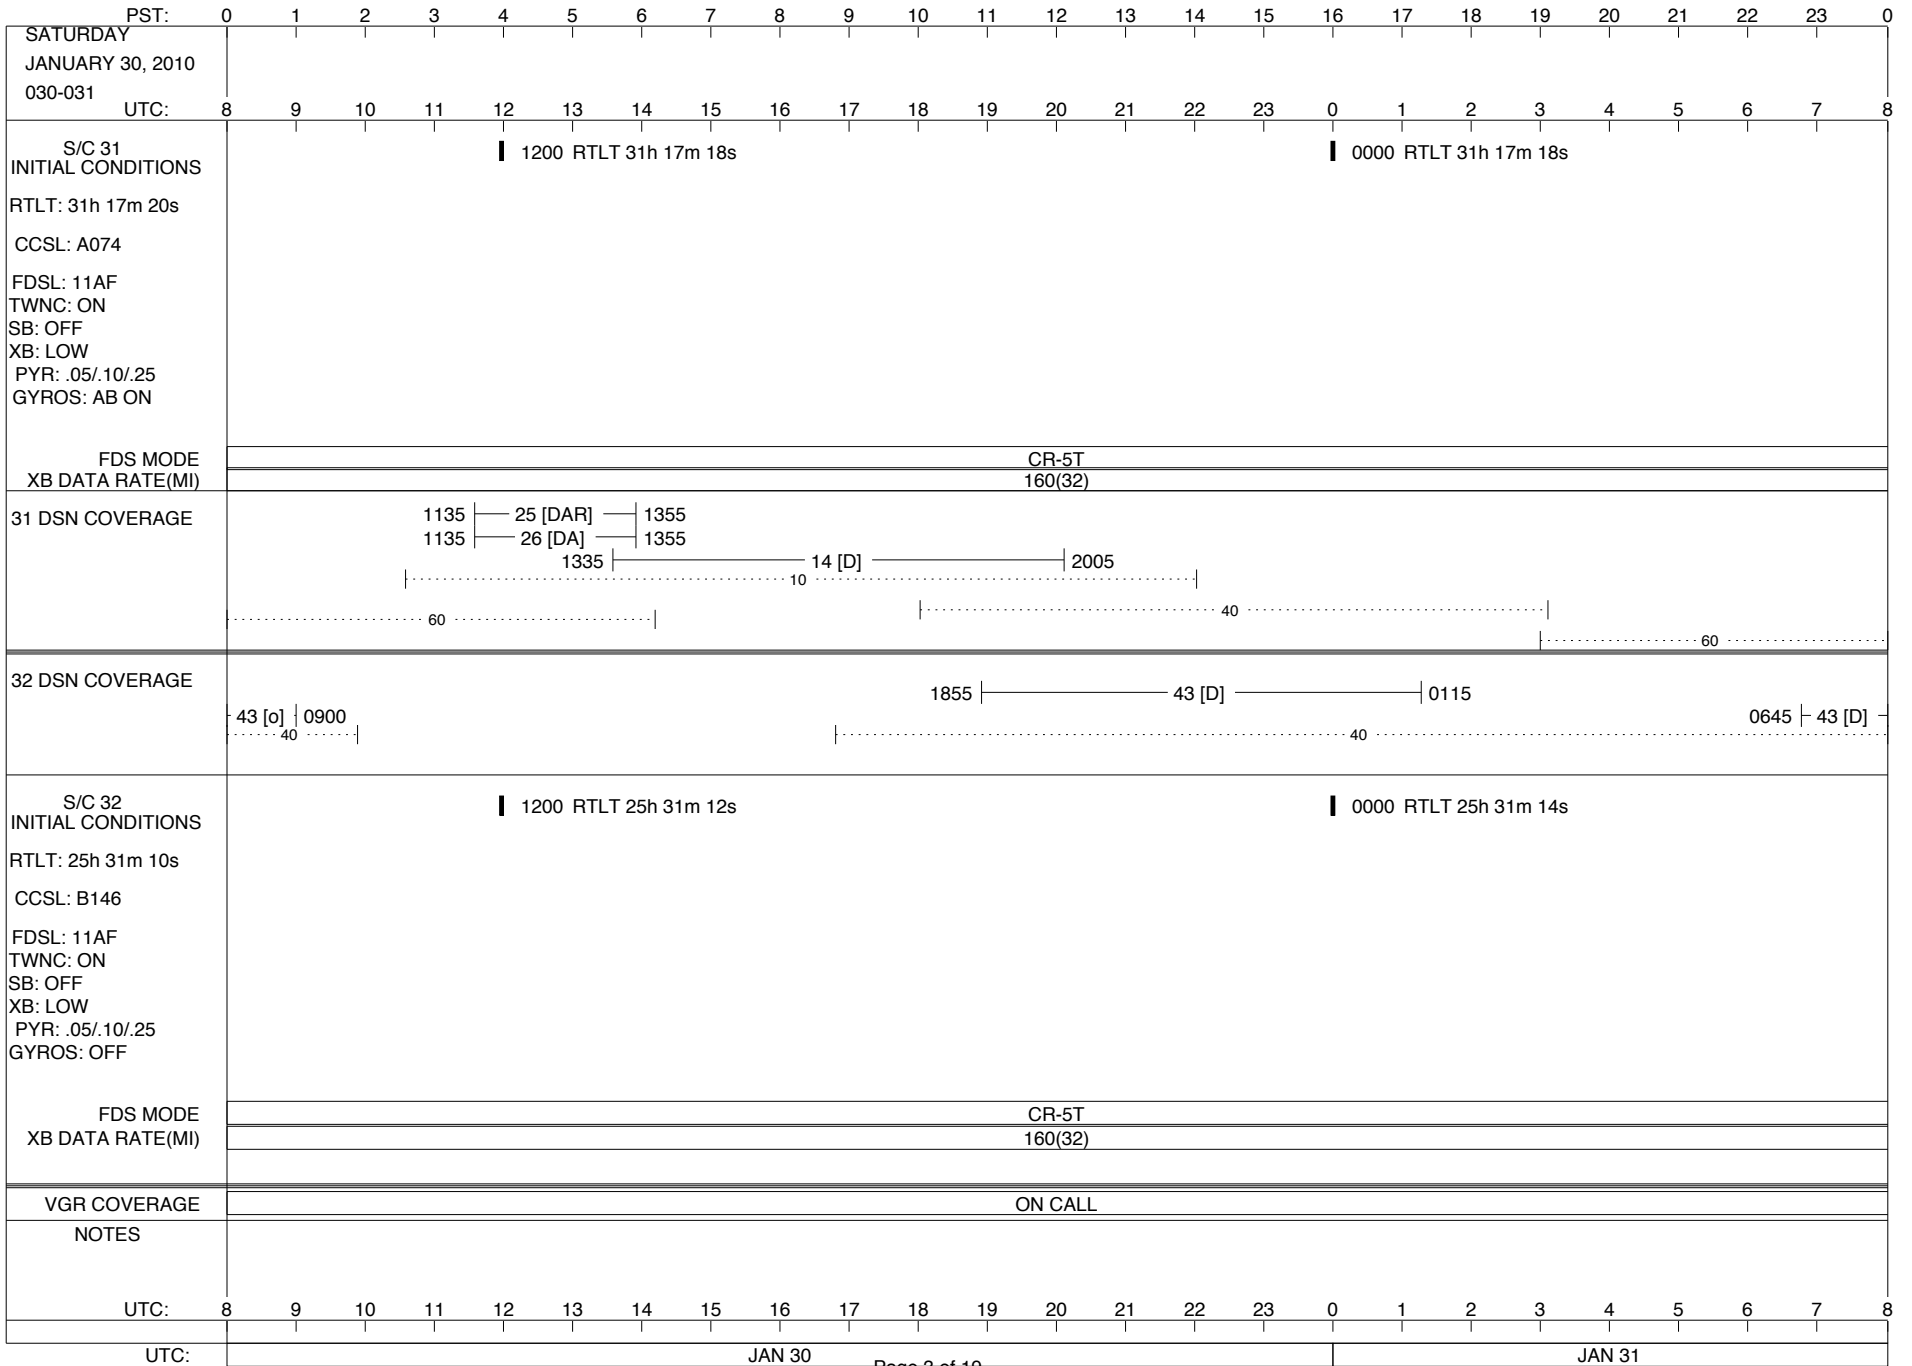 PST: 0 1 2 3 4 5 6 7 8 9 10 11 12 13 14 15 16 17 18 19 20 21 22 23 0
SATURDAY
JANUARY 30, 2010
030-031
UTC: 8 9 10 11 12 13 14 15 16 17 18 19 20 21 22 23 0 1 2 3 4 5 6 7 8
S/C 31
INITIAL CONDITIONS
1200 RTLT 31h 17m 18s
0000 RTLT 31h 17m 18s
RTLT: 31h 17m 20s
CCSL: A074
FDSL: 11AF
TWNC: ON
SB: OFF
XB: LOW
PYR: .05/.10/.25
GYROS: AB ON
FDS MODE CR-5T
XB DATA RATE(MI) 160(32)
31 DSN COVERAGE
1135 25 [DAR] 1355
1135 26 [DA] 1355
1335 14 [D] 2005
10
40
60
60
32 DSN COVERAGE
1855 43 [D] 0115
43 [o] 0900
0645 43 [D]
40
40
S/C 32
INITIAL CONDITIONS
1200 RTLT 25h 31m 12s
0000 RTLT 25h 31m 14s
RTLT: 25h 31m 10s
CCSL: B146
FDSL: 11AF
TWNC: ON
SB: OFF
XB: LOW
PYR: .05/.10/.25
GYROS: OFF
FDS MODE CR-5T
XB DATA RATE(MI) 160(32)
VGR COVERAGE ON CALL
NOTES
UTC: 8 9 10 11 12 13 14 15 16 17 18 19 20 21 22 23 0 1 2 3 4 5 6 7 8
UTC: JAN 30 JAN 31